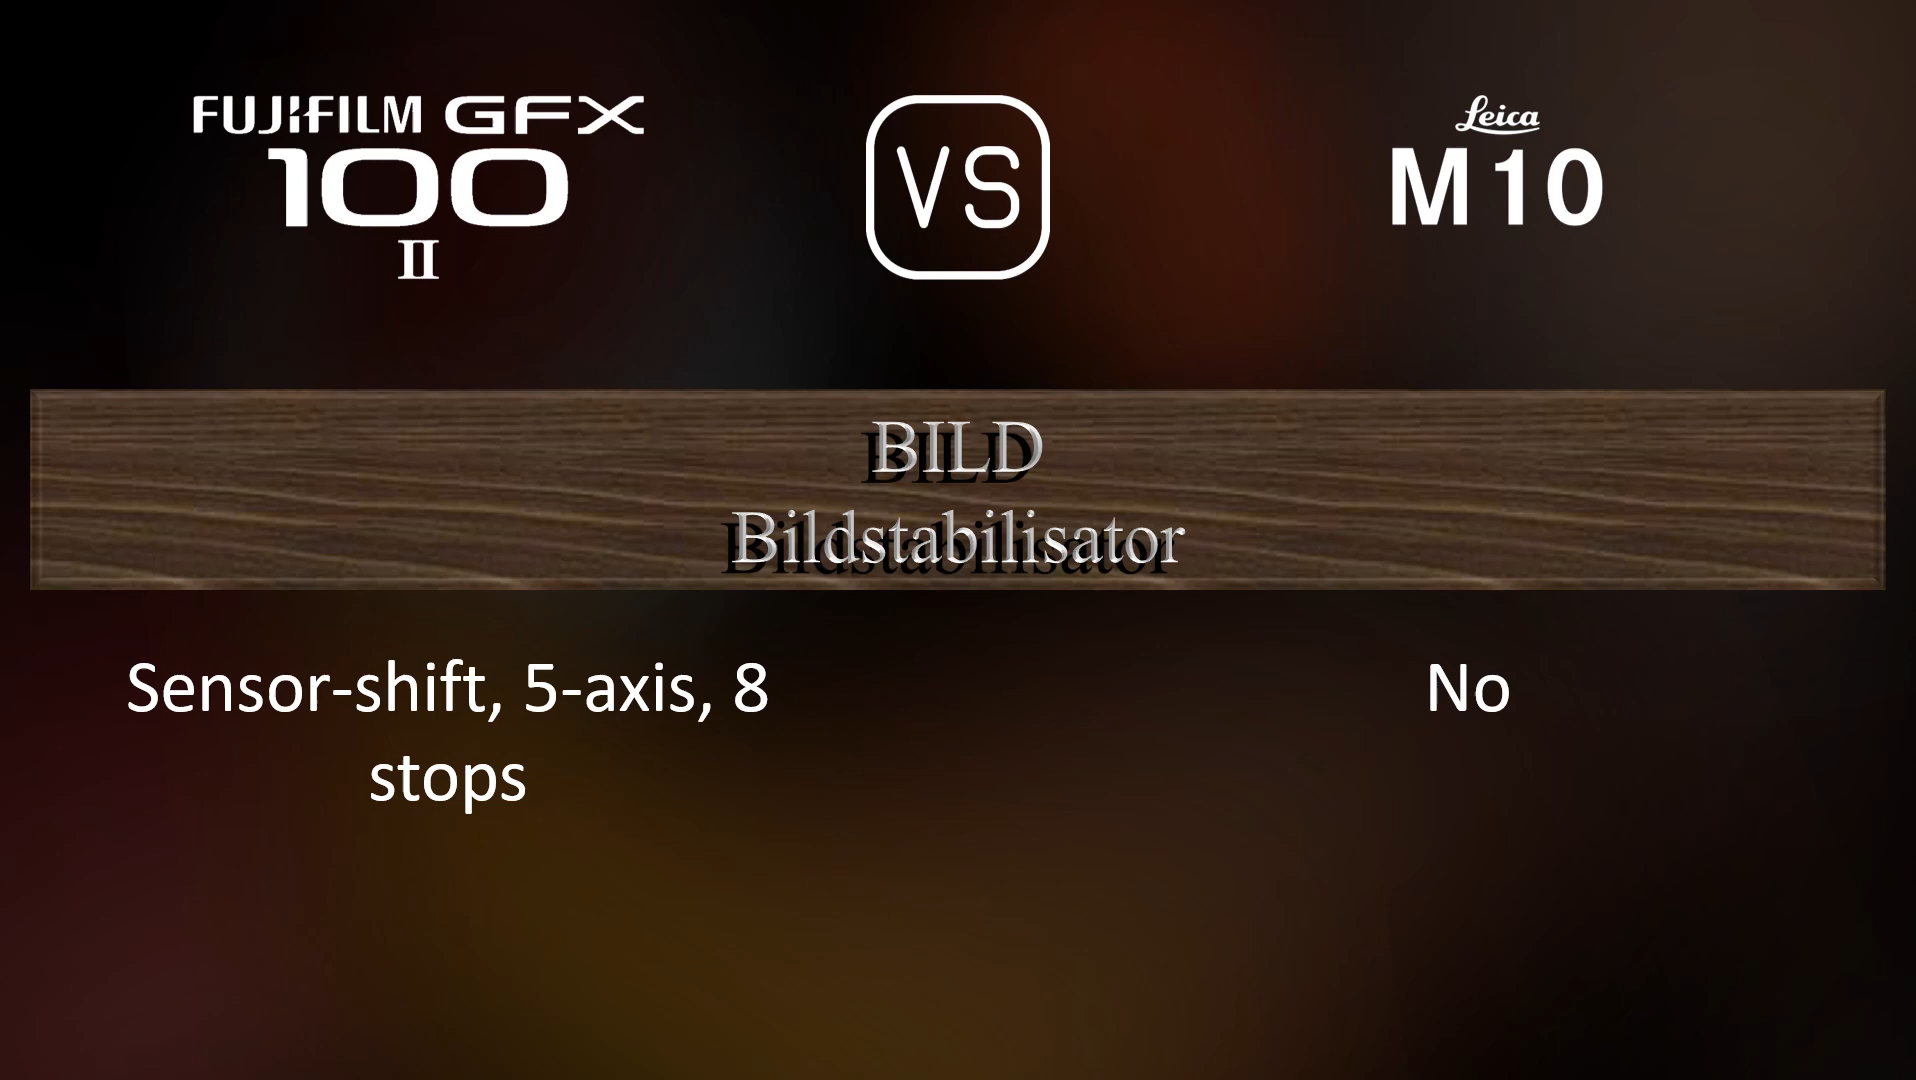 FUJIFILM GFX
100
II
VS
Leica
M10
BILD
Bildstabilisator
Sensor-shift, 5-axis, 8
stops
No